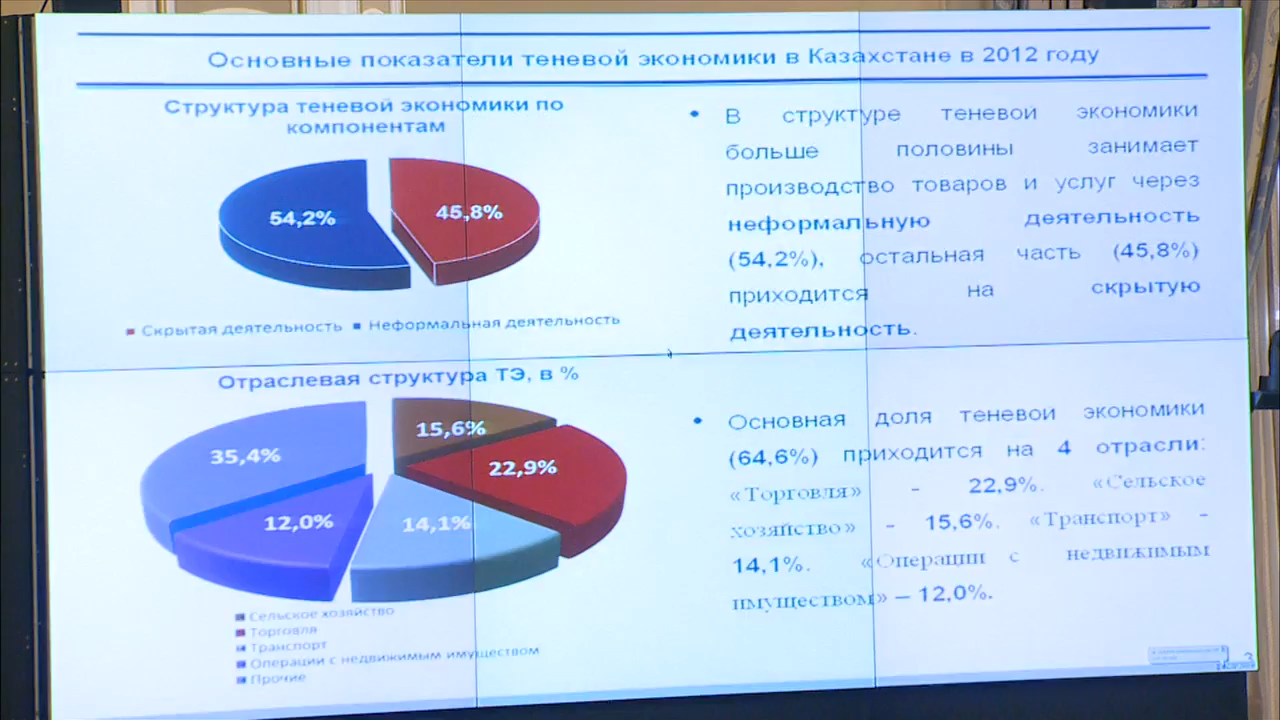 Основные показатели теневой экономики в Казахстане в 2012 году
Структура теневой экономики по
компонентам
54,2%
45,8%
Скрытая деятельность Неформальная деятельность
• В структуре теневой экономики
больше половины занимает
производство товаров и услуг через
неформальную деятельность
(54,2%), остальная часть (45,8%)
приходится на скрытую
деятельность.
Отраслевая структура ТЭ, в %
15,6%
22,9%
14,1%
12,0%
35,4%
Сельское хозяйство
Торговля
Транспорт
Операции с недвижимым имуществом
Прочие
• Основная доля теневой экономики
(64,6%) приходится на 4 отрасли:
«Торговля» - 22,9%. «Сельское
хозяйство» - 15,6%. «Транспорт» -
14,1%. «Операции с недвижимым
имуществом» – 12,0%.
3